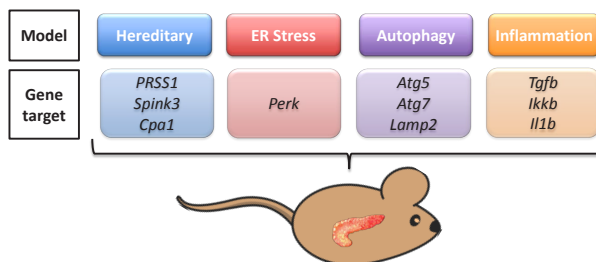 Model
Hereditary
ER Stress
Autophagy
Inflammation
Gene target
PRSS1
Spink3
Cpa1
Perk
Atg5
Atg7
Lamp2
Tgfb
Ikkb
Il1b